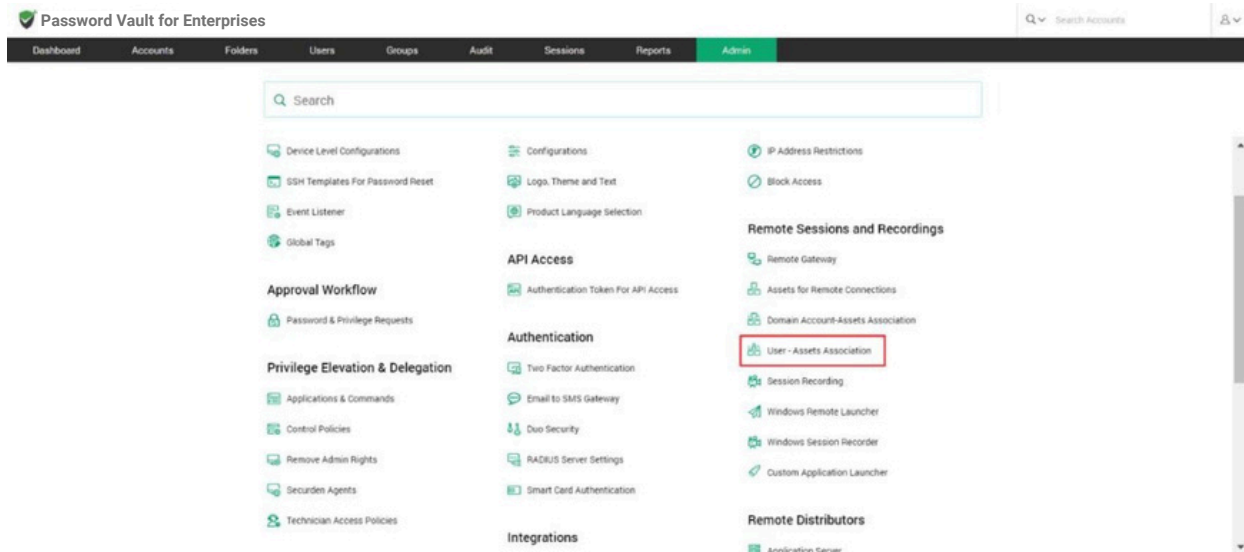 Password Vault for Enterprises
Search Accounts
Dashboard Accounts Folders Users Groups Audit Sessions Reports Admin
Search
Device Level Configurations
SSH Templates For Password Reset
Event Listener
Global Tags
Approval Workflow
Password & Privilege Requests
Privilege Elevation & Delegation
Applications & Commands
Control Policies
Remove Admin Rights
Securden Agents
Technician Access Policies
Configurations
Logo, Theme and Text
Product Language Selection
API Access
Authentication Token For API Access
Authentication
Two Factor Authentication
Email to SMS Gateway
Duo Security
RADIUS Server Settings
Smart Card Authentication
Integrations
IP Address Restrictions
Block Access
Remote Sessions and Recordings
Remote Gateway
Assets for Remote Connections
Domain Account-Assets Association
User - Assets Association
Session Recording
Windows Remote Launcher
Windows Session Recorder
Custom Application Launcher
Remote Distributors
Application Server